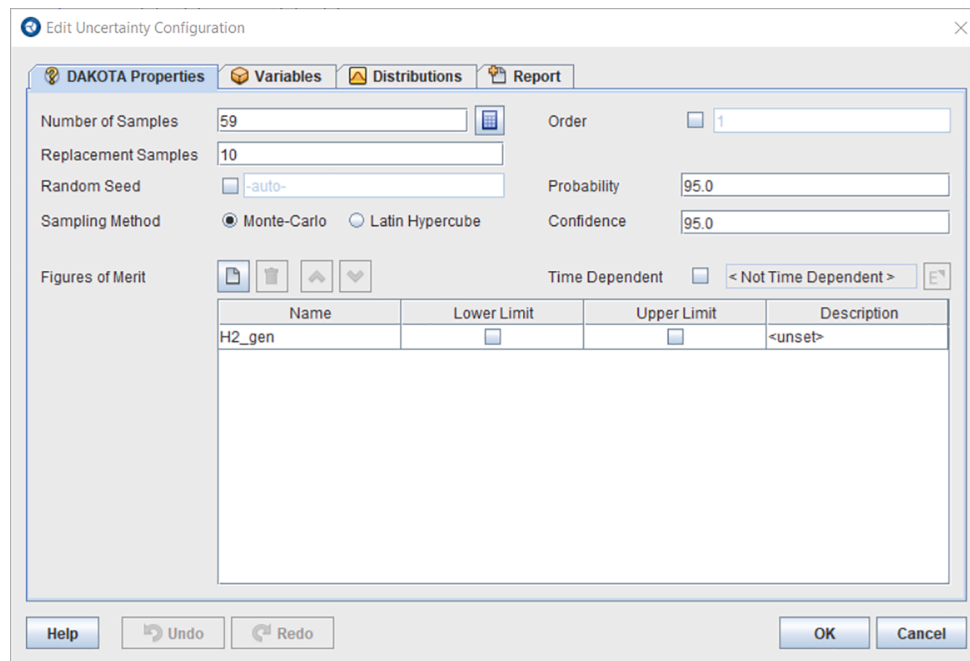 Edit Uncertainty Configuration
DAKOTA Properties Variables Distributions Report
Number of Samples 59 Order 1
Replacement Samples 10
Random Seed -auto- Probability 95.0
Sampling Method Monte-Carlo Latin Hypercube Confidence 95.0
Figures of Merit Time Dependent < Not Time Dependent > E
Name Lower Limit Upper Limit Description
H2_gen <unset>
Help Undo Redo OK Cancel